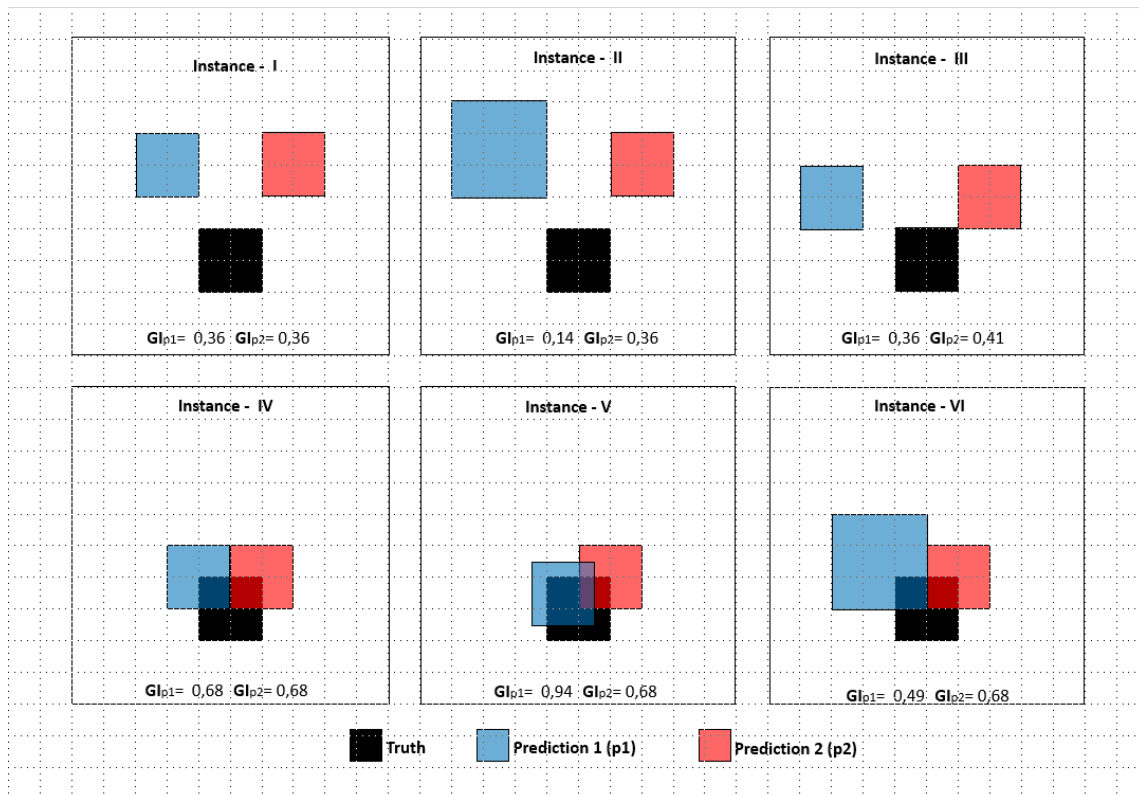 Instance - I
Instance - II
Instance - III
GIp1= 0,36 GIp2= 0,36
GIp1= 0,14 GIp2= 0,36
GIp1= 0,36 GIp2= 0,41
Instance - IV
Instance - V
Instance - VI
GIp1= 0,68 GIp2= 0,68
GIp1= 0,94 GIp2= 0,68
GIp1= 0,49 GIp2= 0,68
Truth
Prediction 1 (p1)
Prediction 2 (p2)